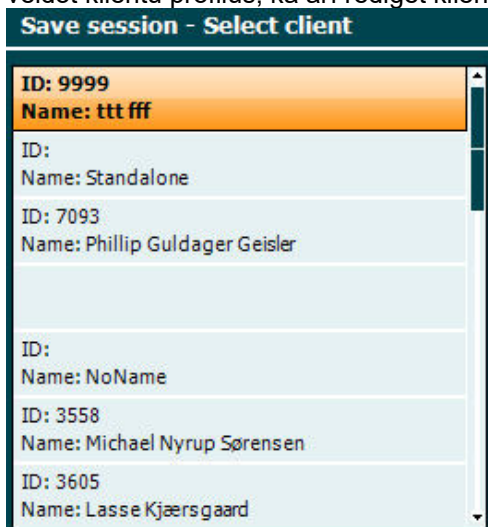 Save session - Select client
ID: 9999
Name: ttt fff
ID:
Name: Standalone
ID: 7093
Name: Phillip Guldager Geisler
ID:
Name: NoName
ID: 3558
Name: Michael Nyrup Sørensen
ID: 3605
Name: Lasse Kjærsgaard